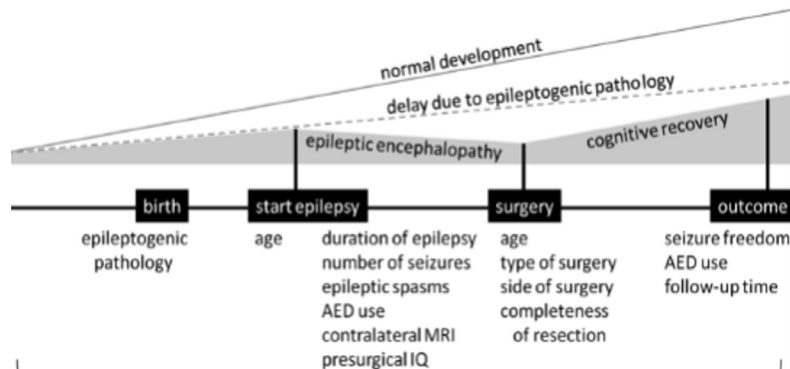 normal development
delay due to epileptogenic pathology
epileptic encephalopathy
cognitive recovery
birth
start epilepsy
surgery
outcome
epileptogenic
pathology
age
duration of epilepsy
number of seizures
epileptic spasms
AED use
contralateral MRI
presurgical IQ
age
type of surgery
side of surgery
completeness
of resection
seizure freedom
AED use
follow-up time